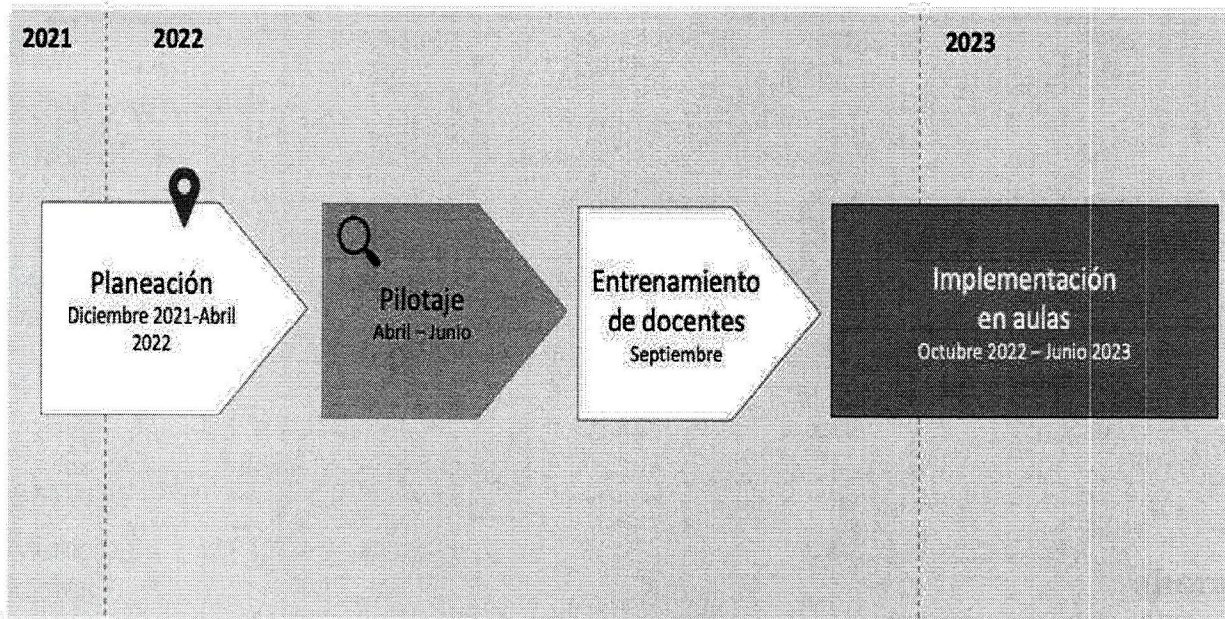 2021
2022
2023
Planeación
Diciembre 2021-Abril
2022
Pilotaje
Abril – Junio
Entrenamiento
de docentes
Septiembre
Implementación
en aulas
Octubre 2022 – Junio 2023